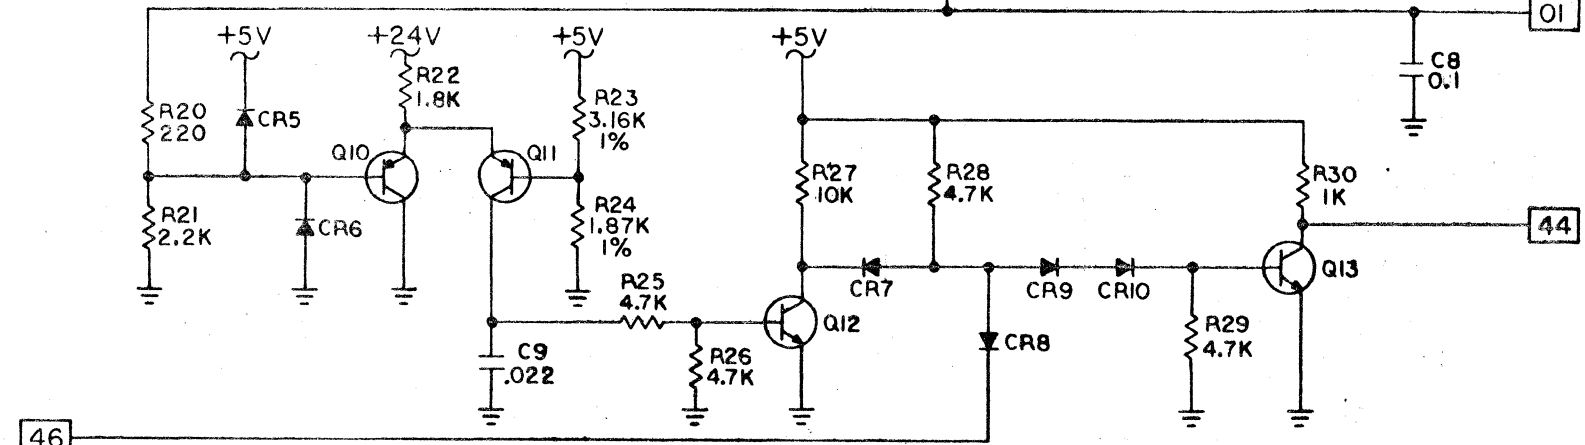 01
+5V
+24V
+5V
+5V
C8
0.1
R22
1.8K
R20
220
CR5
R23
3.16K
1%
Q10
Q11
R27
10K
R28
4.7K
R30
1K
R21
2.2K
CR6
R24
1.87K
1%
44
R25
4.7K
CR7
CR9
CR10
Q13
Q12
C9
.022
R26
4.7K
CR8
R29
4.7K
46